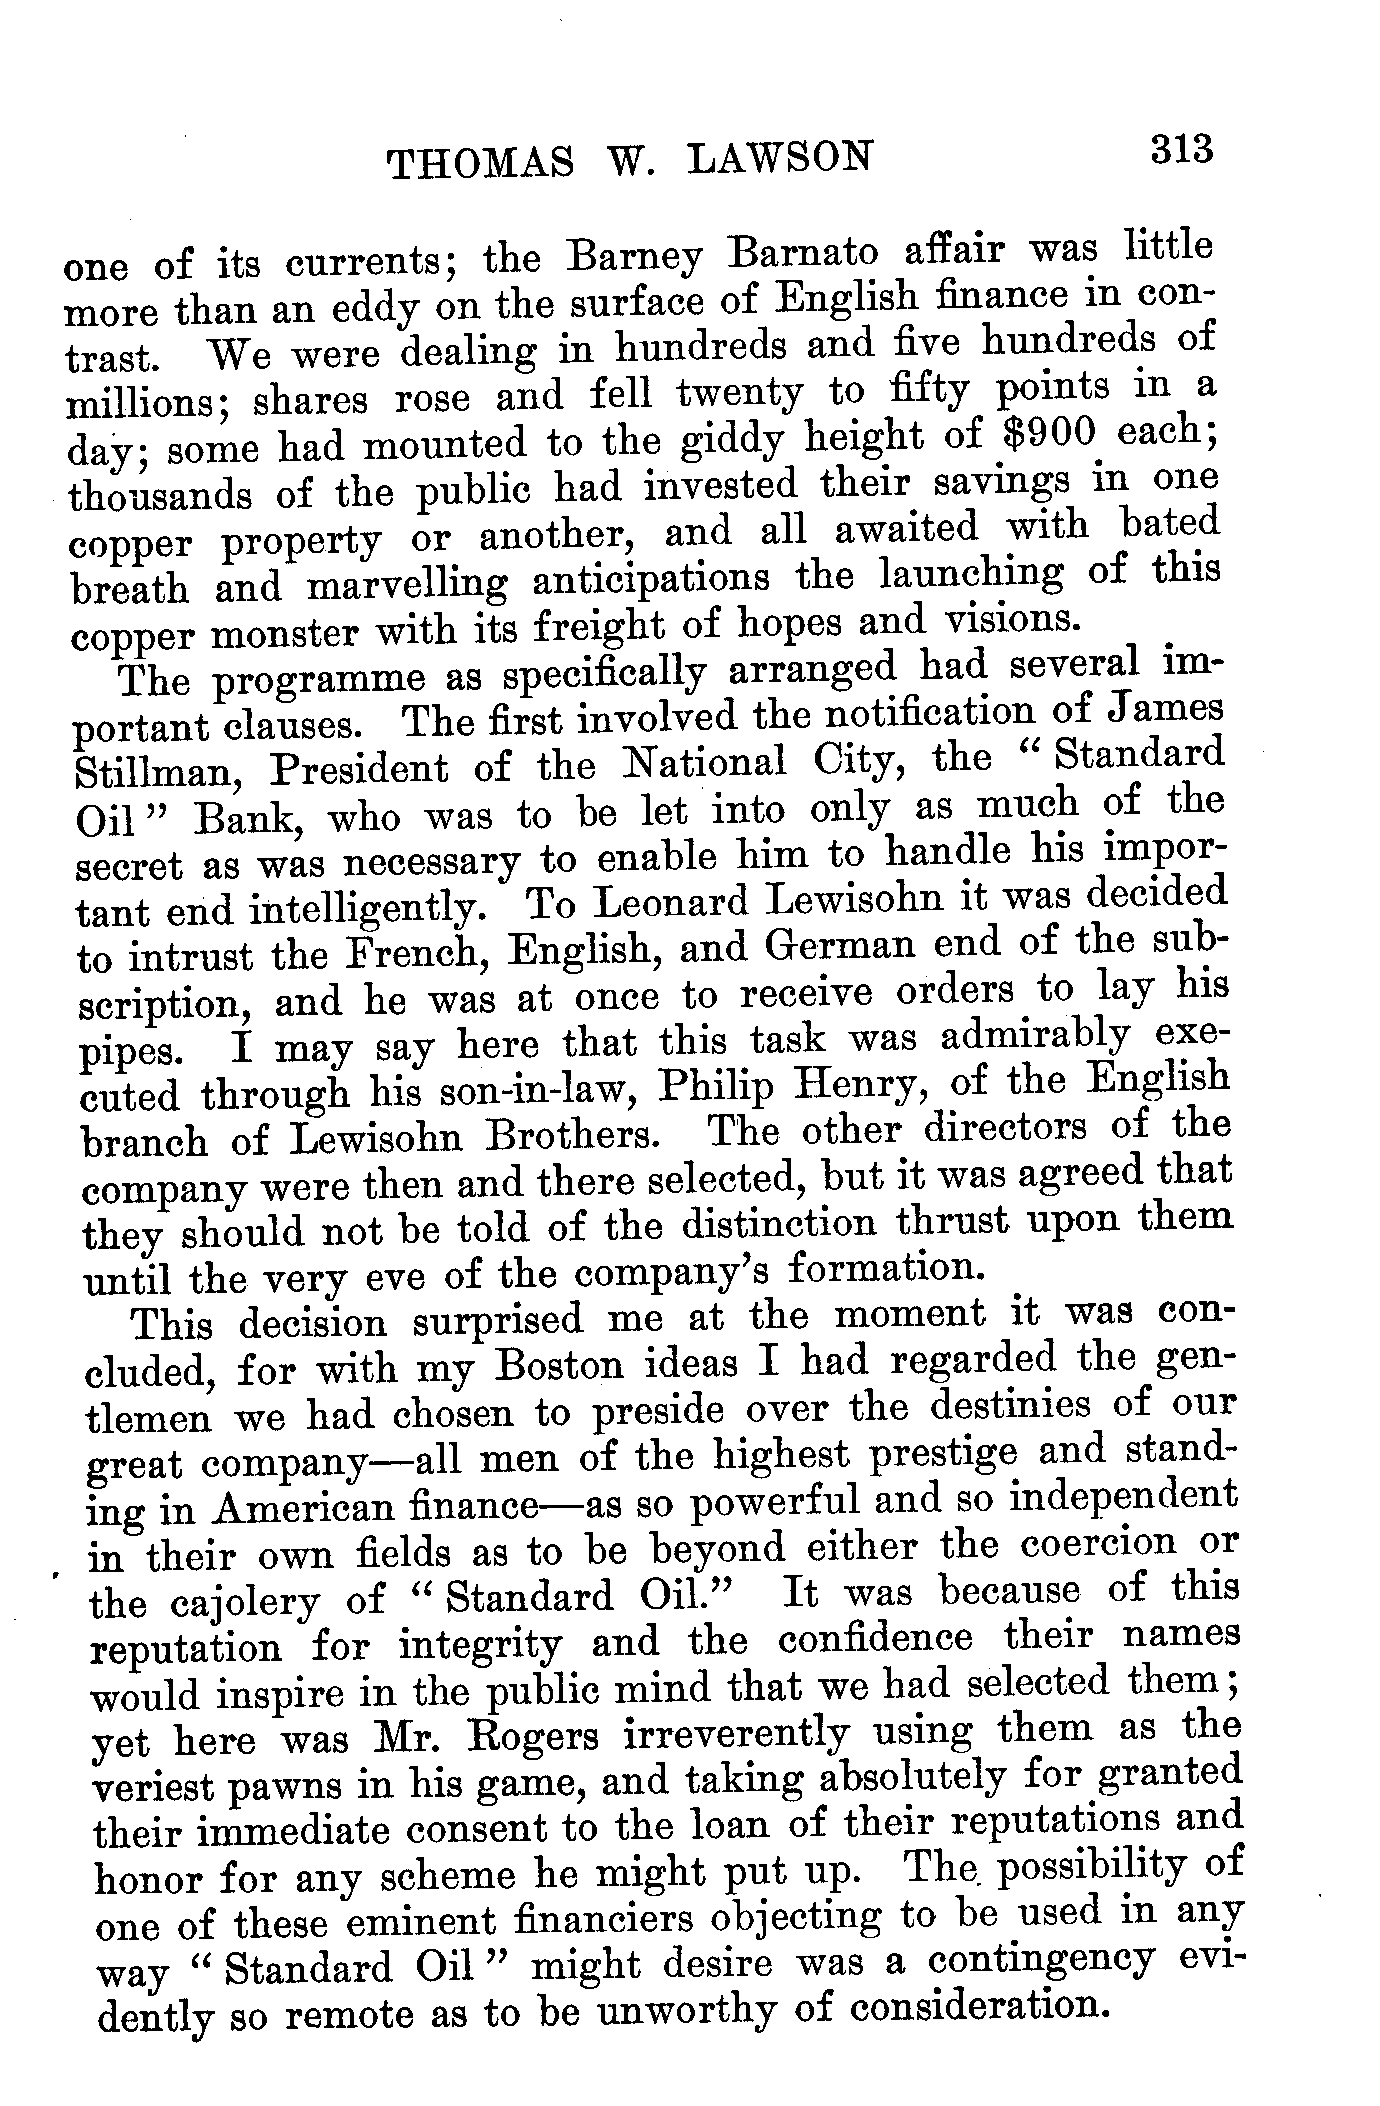 THOMAS W. LAWSON 313
one of its currents; the Barney Barnato affair was little
more than an eddy on the surface of English finance in con-
trast. We were dealing in hundreds and five hundreds of
millions; shares rose and fell twenty to fifty points in a
day; some had mounted to the giddy height of $900 each;
thousands of the public had invested their savings in one
copper property or another, and all awaited with bated
breath and marvelling anticipations the launching of this
copper monster with its freight of hopes and visions.
The programme as specifically arranged had several im-
portant clauses. The first involved the notification of James
Stillman, President of the National City, the “ Standard
Oil ” Bank, who was to be let into only as much of the
secret as was necessary to enable him to handle his impor-
tant end intelligently. To Leonard Lewisohn it was decided
to intrust the French, English, and German end of the sub-
scription, and he was at once to receive orders to lay his
pipes. I may say here that this task was admirably exe-
cuted through his son-in-law, Philip Henry, of the English
branch of Lewisohn Brothers. The other directors of the
company were then and there selected, but it was agreed that
they should not be told of the distinction thrust upon them
until the very eve of the company’s formation.
This decision surprised me at the moment it was con-
cluded, for with my Boston ideas I had regarded the gen-
tlemen we had chosen to preside over the destinies of our
great company—all men of the highest prestige and stand-
ing in American finance—as so powerful and so independent
in their own fields as to be beyond either the coercion or
the cajolery of “ Standard Oil.” It was because of this
reputation for integrity and the confidence their names
would inspire in the public mind that we had selected them;
yet here was Mr. Rogers irreverently using them as the
veriest pawns in his game, and taking absolutely for granted
their immediate consent to the loan of their reputations and
honor for any scheme he might put up. The possibility of
one of these eminent financiers objecting to be used in any
way “ Standard Oil ” might desire was a contingency evi-
dently so remote as to be unworthy of consideration.